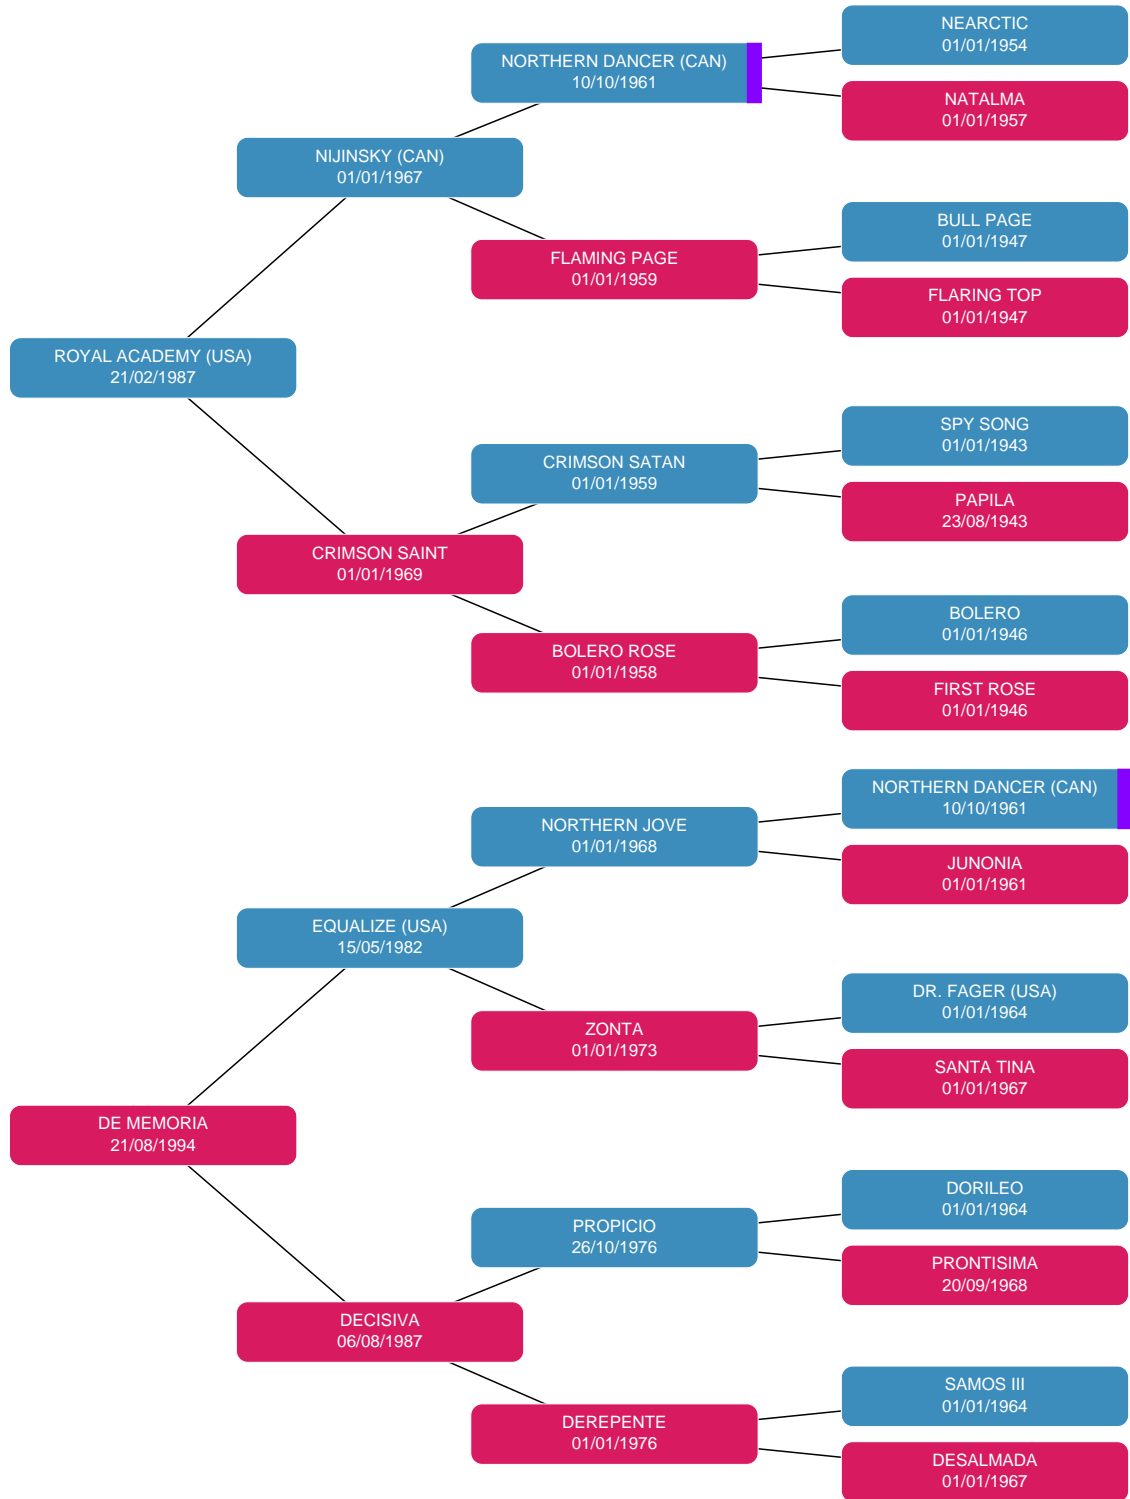 NEARCTIC
01/01/1954
NORTHERN DANCER (CAN)
10/10/1961
NATALMA
01/01/1957
NIJINSKY (CAN)
01/01/1967
BULL PAGE
01/01/1947
FLAMING PAGE
01/01/1959
FLARING TOP
01/01/1947
ROYAL ACADEMY (USA)
21/02/1987
SPY SONG
01/01/1943
CRIMSON SATAN
01/01/1959
PAPILA
23/08/1943
CRIMSON SAINT
01/01/1969
BOLERO
01/01/1946
BOLERO ROSE
01/01/1958
FIRST ROSE
01/01/1946
NORTHERN DANCER (CAN)
10/10/1961
NORTHERN JOVE
01/01/1968
JUNONIA
01/01/1961
EQUALIZE (USA)
15/05/1982
DR. FAGER (USA)
01/01/1964
ZONTA
01/01/1973
SANTA TINA
01/01/1967
DE MEMORIA
21/08/1994
DORILEO
01/01/1964
PROPICIO
26/10/1976
PRONTISIMA
20/09/1968
DECISIVA
06/08/1987
SAMOS III
01/01/1964
DEREPENTE
01/01/1976
DESALMADA
01/01/1967